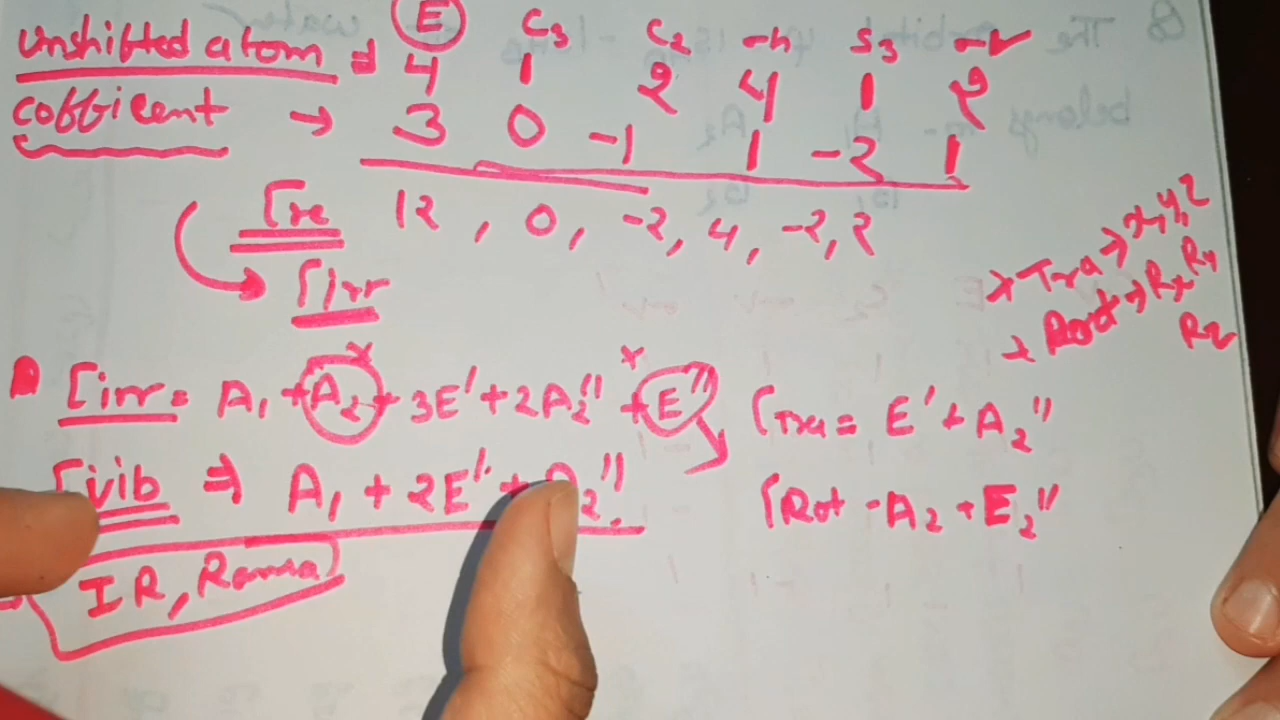 E C3 C2 σh S3 σv
unshifted atom ⇒ 4 1 2 4 1 2
cofficent → 3 0 -1 1 -2 1
Γre 12 , 0, -2, 4, -2, 2
Γirr
Tra → x, y, z
Rot → Rx Ry
Rz
Γirr = A1 + A2 + 3E' + 2A2'' + E''
ΓTra = E' + A2''
Γvib ⇒ A1 + 2E' + A2''
ΓRot - A2 + E2''
IR, Raman